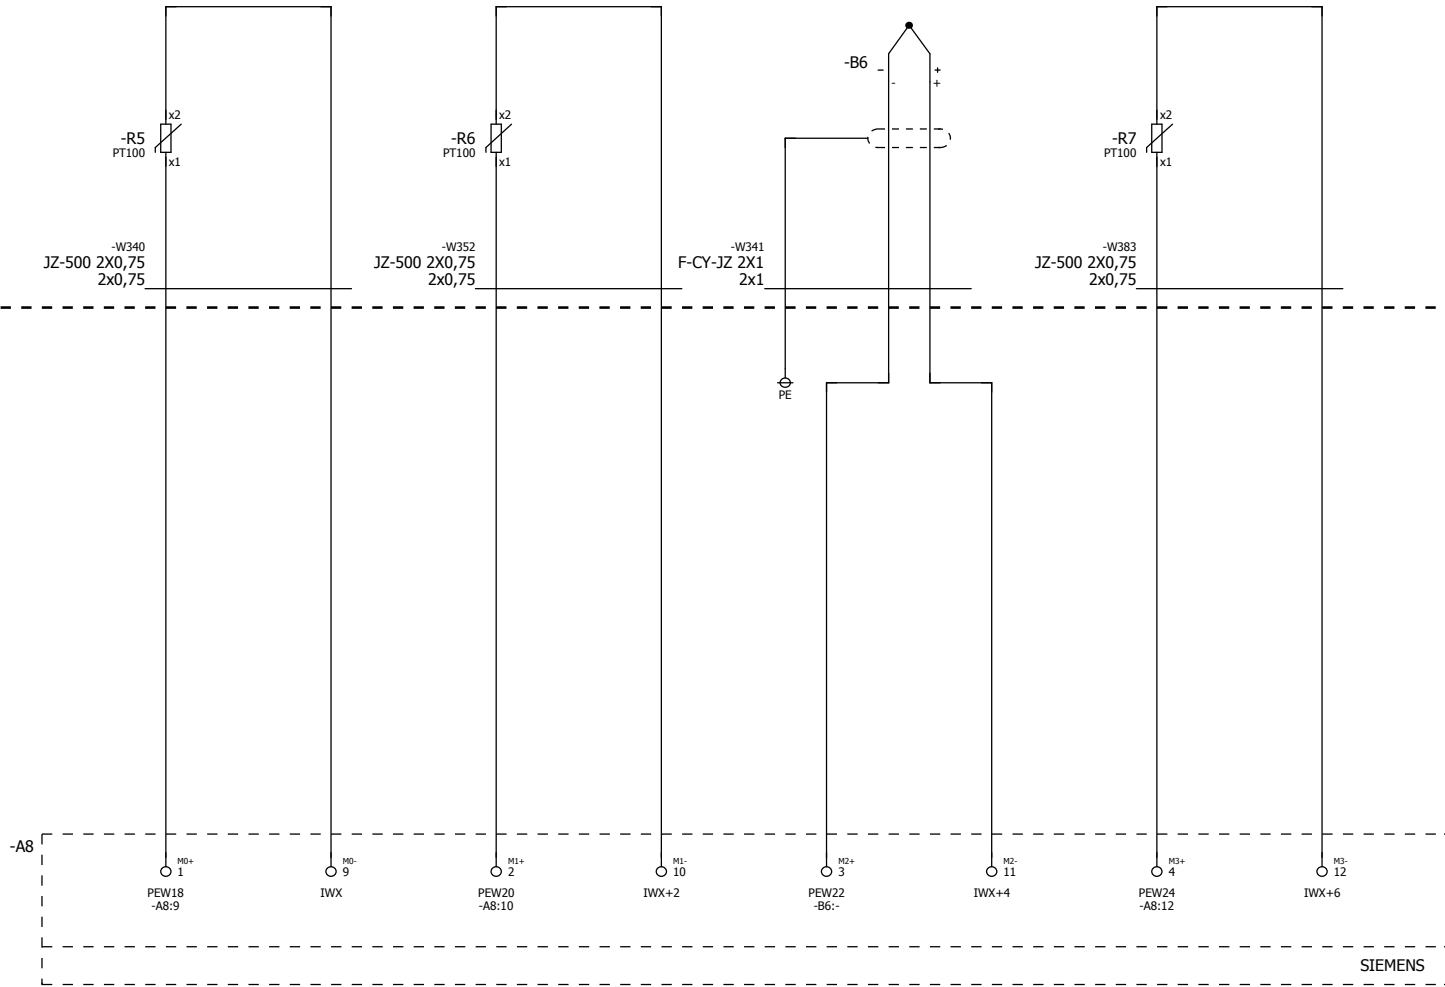 x2
-R5
PT100
x1
x2
-R6
PT100
x1
-B6
-
+
-
+
x2
-R7
PT100
x1
-W340
JZ-500 2X0,75
2x0,75
-W352
JZ-500 2X0,75
2x0,75
-W341
F-CY-JZ 2X1
2x1
-W383
JZ-500 2X0,75
2x0,75
PE
-A8
M0+
1
PEW18
-A8:9
M0-
9
IWX
M1+
2
PEW20
-A8:10
M1-
10
IWX+2
M2+
3
PEW22
-B6:-
M2-
11
IWX+4
M3+
4
PEW24
-A8:12
M3-
12
IWX+6
SIEMENS